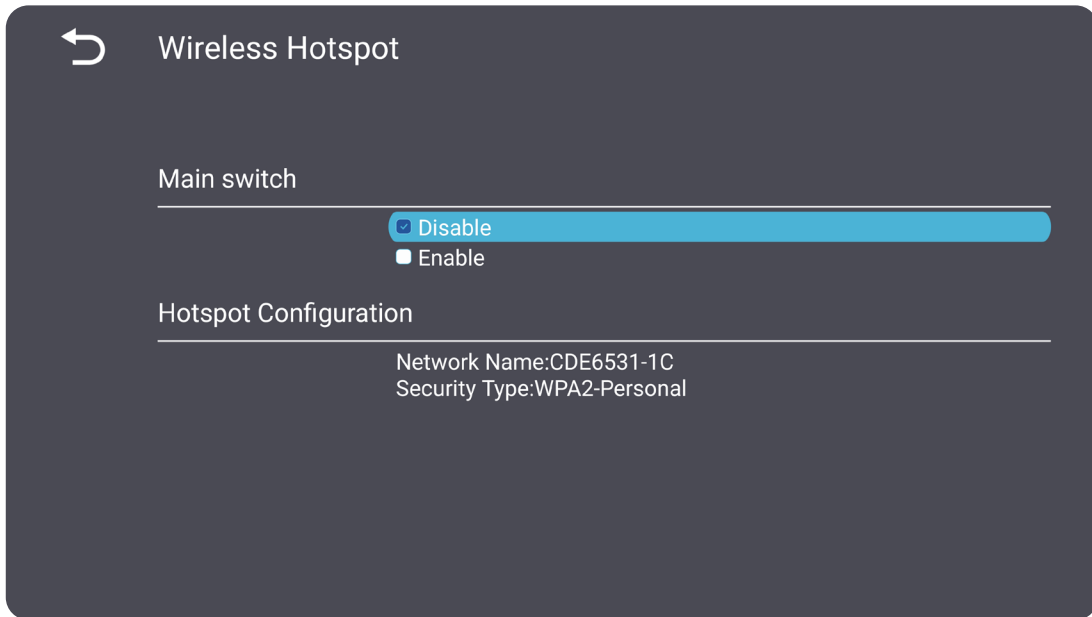 Wireless Hotspot
Main switch
Disable
Enable
Hotspot Configuration
Network Name:CDE6531-1C
Security Type:WPA2-Personal